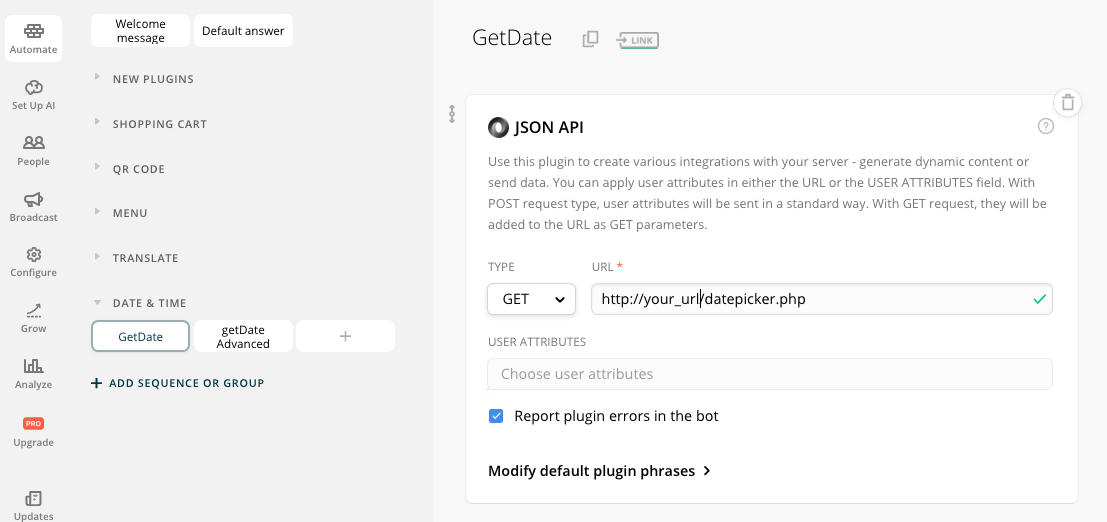 Automate
Set Up AI
People
Broadcast
Configure
Grow
Analyze
PRO
Upgrade
Updates
Welcome
message
Default answer
NEW PLUGINS
SHOPPING CART
QR CODE
MENU
TRANSLATE
DATE & TIME
GetDate
getDate
Advanced
+
+ ADD SEQUENCE OR GROUP
GetDate
LINK
JSON API
?
Use this plugin to create various integrations with your server - generate dynamic content or
send data. You can apply user attributes in either the URL or the USER ATTRIBUTES field. With
POST request type, user attributes will be sent in a standard way. With GET request, they will be
added to the URL as GET parameters.
TYPE
URL *
GET
http://your_url/datepicker.php
USER ATTRIBUTES
Choose user attributes
Report plugin errors in the bot
Modify default plugin phrases >